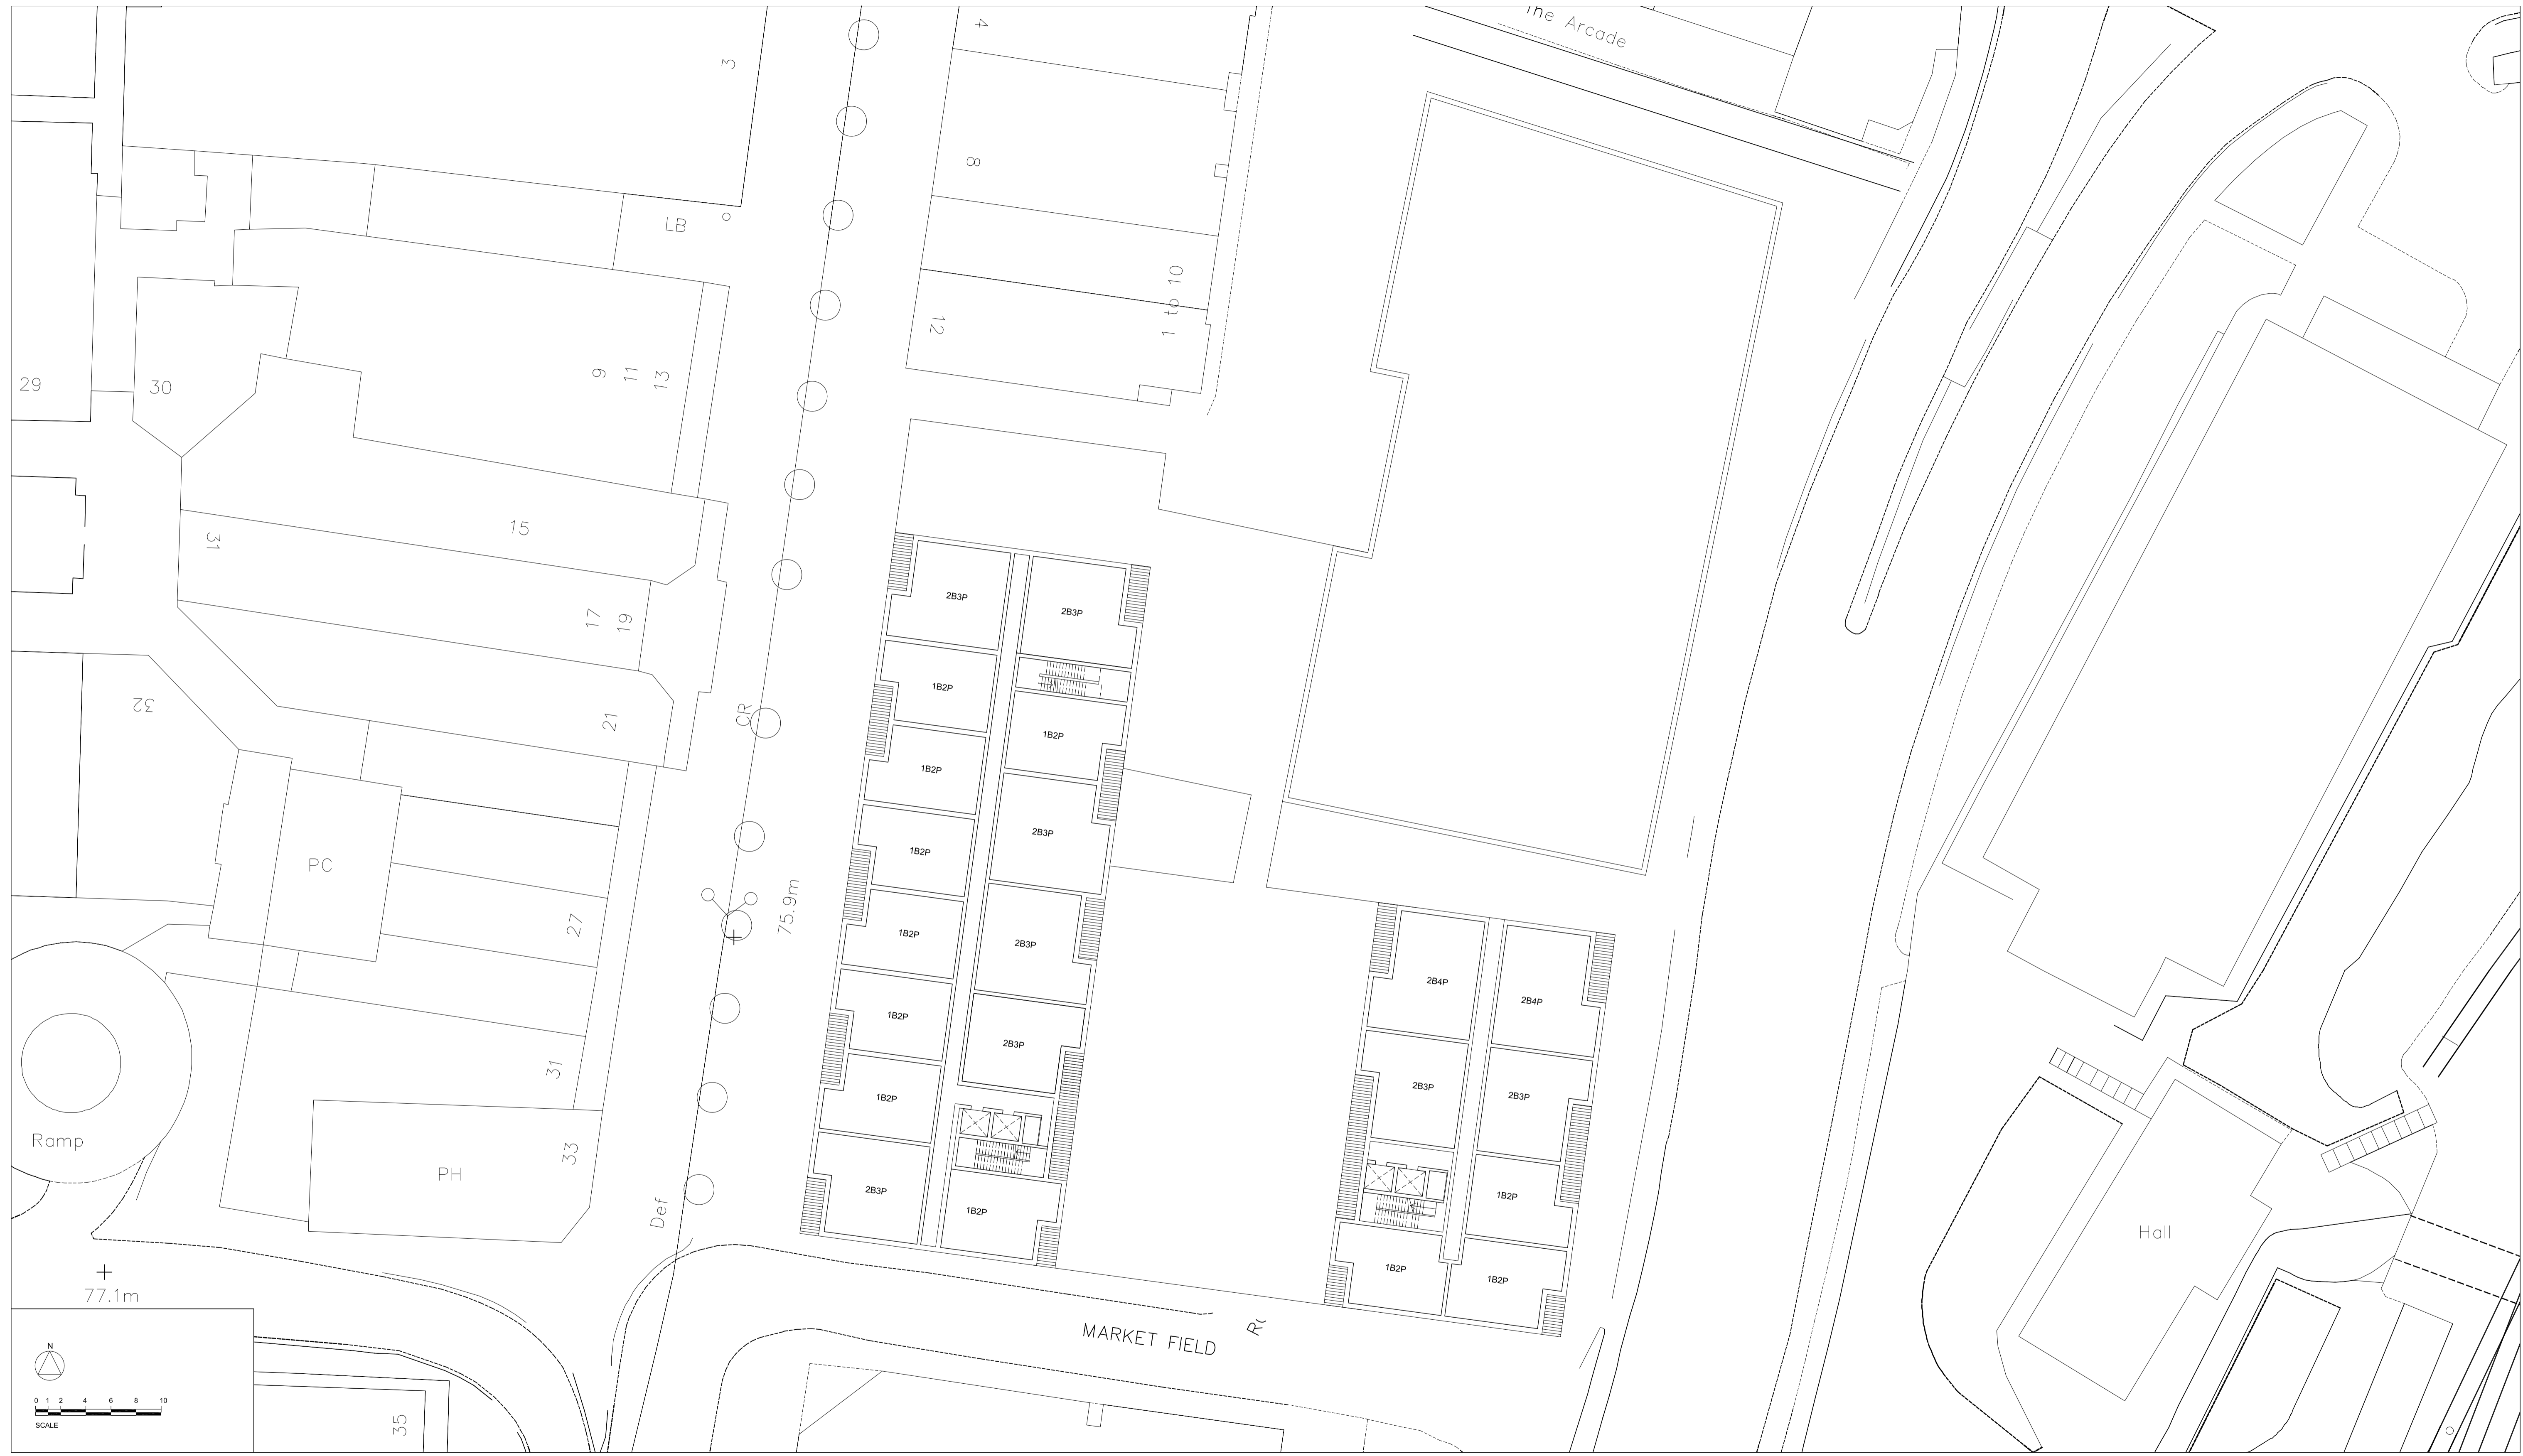 The Arcade
3
4
8
LB
1 to 10
12
29
30
9
11
13
15
31
17
19
32
21
CR
PC
27
75.9m
31
Ramp
PH
33
Def
77.1m
35
2B3P
2B3P
1B2P
1B2P
1B2P
2B3P
1B2P
1B2P
2B3P
1B2P
2B3P
1B2P
2B3P
1B2P
2B4P
2B4P
2B3P
2B3P
1B2P
1B2P
1B2P
Hall
MARKET FIELD
N
0 1 2 4 6 8 10
SCALE